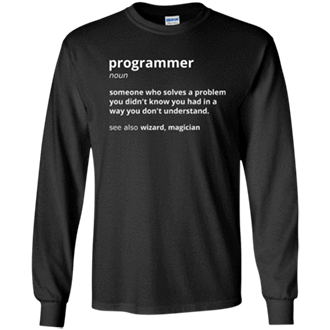 programmer
noun
someone who solves a problem
you didn't know you had in a
way you don't understand.
see also wizard, magician